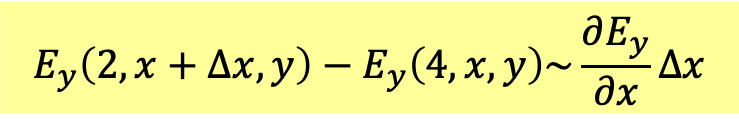 E_y(2, x + Δx, y) − E_y(4, x, y)~ ∂E_y/∂x Δx